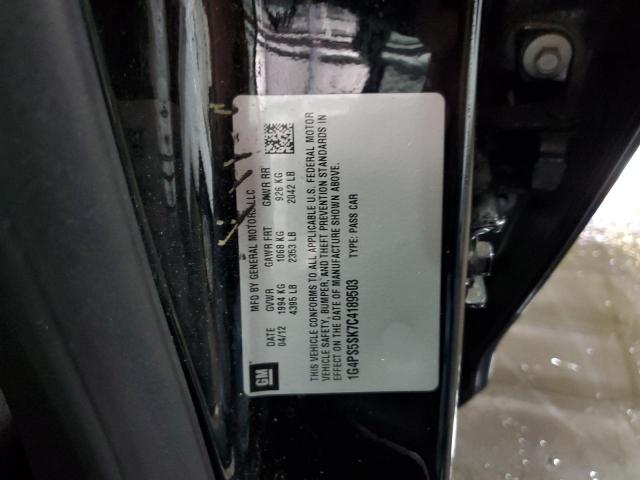 MFD BY GENERAL MOTORS LLC
DATE GVWR GAWR FRT GAWR RR
04/12 1994 KG 1068 KG 926 KG
4395 LB 2353 LB 2042 LB
THIS VEHICLE CONFORMS TO ALL APPLICABLE U.S. FEDERAL MOTOR
VEHICLE SAFETY, BUMPER, AND THEFT PREVENTION STANDARDS IN
EFFECT ON THE DATE OF MANUFACTURE SHOWN ABOVE.
1G4PS5SK7C4189503 TYPE: PASS CAR
GM